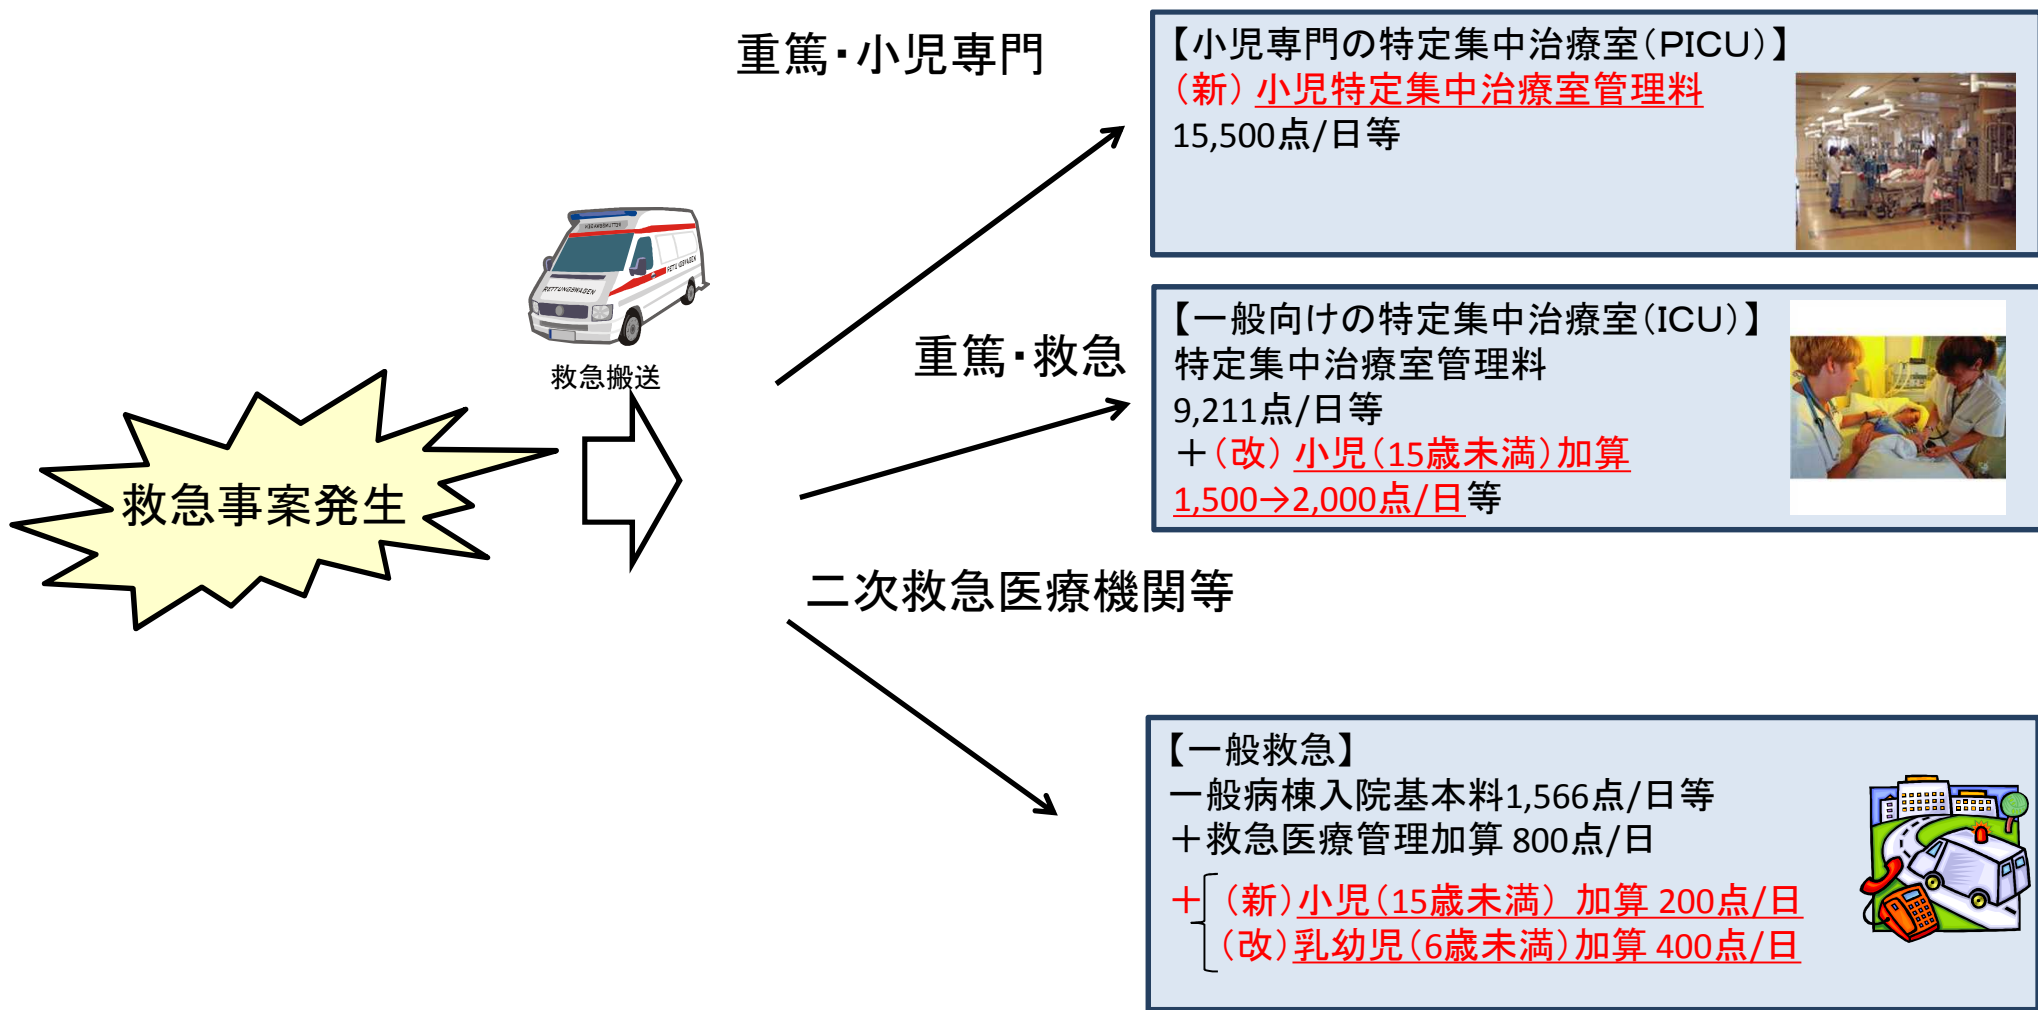 重篤・小児専門
【小児専門の特定集中治療室(PICU)】
(新)小児特定集中治療室管理料
15,500点/日等
救急搬送
重篤・救急
【一般向けの特定集中治療室(ICU)】
特定集中治療室管理料
9,211点/日等
＋(改)小児(15歳未満)加算
1,500→2,000点/日等
救急事案発生
二次救急医療機関等
【一般救急】
一般病棟入院基本料1,566点/日等
＋救急医療管理加算 800点/日
＋(新)小児(15歳未満) 加算 200点/日
(改)乳幼児(6歳未満)加算 400点/日
RETTUNGSWAGEN
RETTUNGSWAGEN